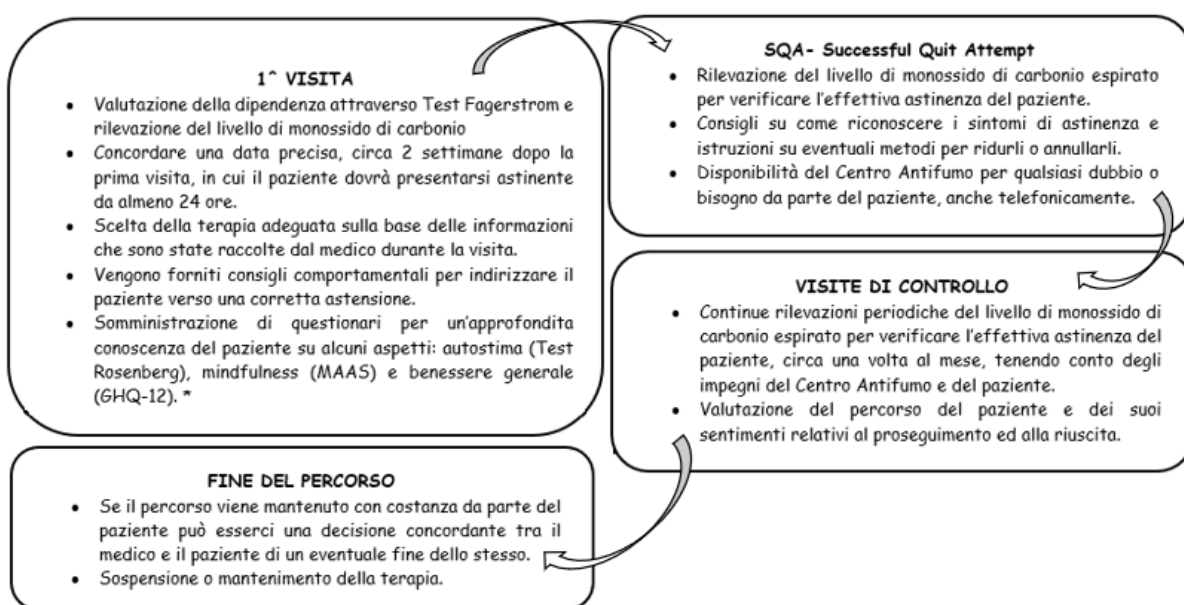 1^ VISITA
• Valutazione della dipendenza attraverso Test Fagerstrom e
rilevazione del livello di monossido di carbonio
• Concordare una data precisa, circa 2 settimane dopo la
prima visita, in cui il paziente dovrà presentarsi astinente
da almeno 24 ore.
• Scelta della terapia adeguata sulla base delle informazioni
che sono state raccolte dal medico durante la visita.
• Vengono forniti consigli comportamentali per indirizzare il
paziente verso una corretta astensione.
• Somministrazione di questionari per un'approfondita
conoscenza del paziente su alcuni aspetti: autostima (Test
Rosenberg), mindfulness (MAAS) e benessere generale
(GHQ-12). *
SQA- Successful Quit Attempt
• Rilevazione del livello di monossido di carbonio espirato
per verificare l'effettiva astinenza del paziente.
• Consigli su come riconoscere i sintomi di astinenza e
istruzioni su eventuali metodi per ridurli o annullarli.
• Disponibilità del Centro Antifumo per qualsiasi dubbio o
bisogno da parte del paziente, anche telefonicamente.
VISITE DI CONTROLLO
• Continue rilevazioni periodiche del livello di monossido di
carbonio espirato per verificare l'effettiva astinenza del
paziente, circa una volta al mese, tenendo conto degli
impegni del Centro Antifumo e del paziente.
• Valutazione del percorso del paziente e dei suoi
sentimenti relativi al proseguimento ed alla riuscita.
FINE DEL PERCORSO
• Se il percorso viene mantenuto con costanza da parte del
paziente può esserci una decisione concordante tra il
medico e il paziente di un eventuale fine dello stesso.
• Sospensione o mantenimento della terapia.